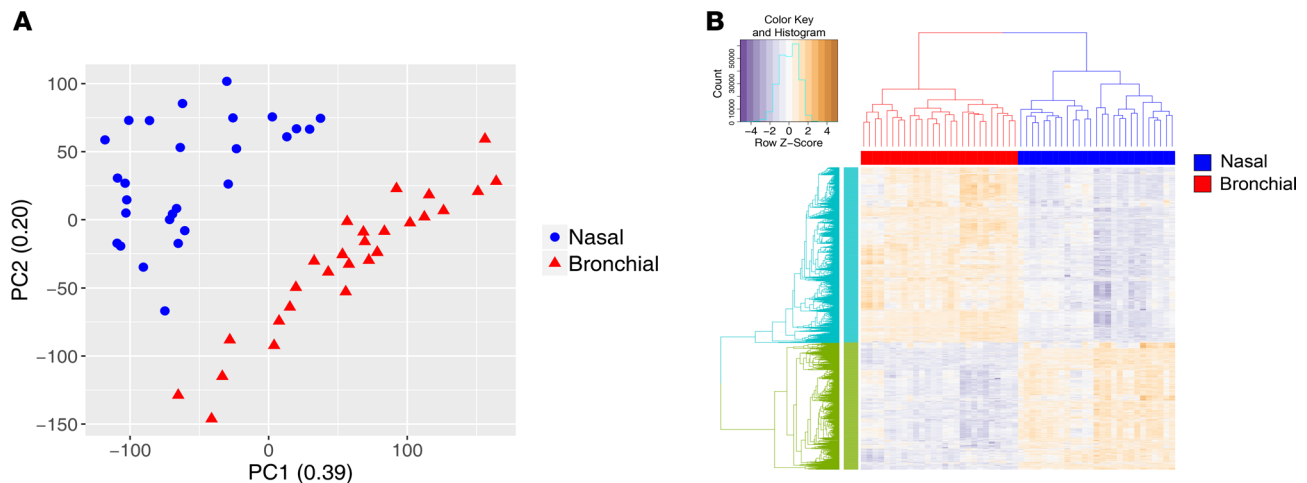 A
100
50
0
−50
−100
−150
PC2 (0.20)
−100
0
100
PC1 (0.39)
Nasal
Bronchial
B
Color Key
and Histogram
Count
0 10000
30000
50000
−4
−2
0
2
4
Row Z−Score
Nasal
Bronchial